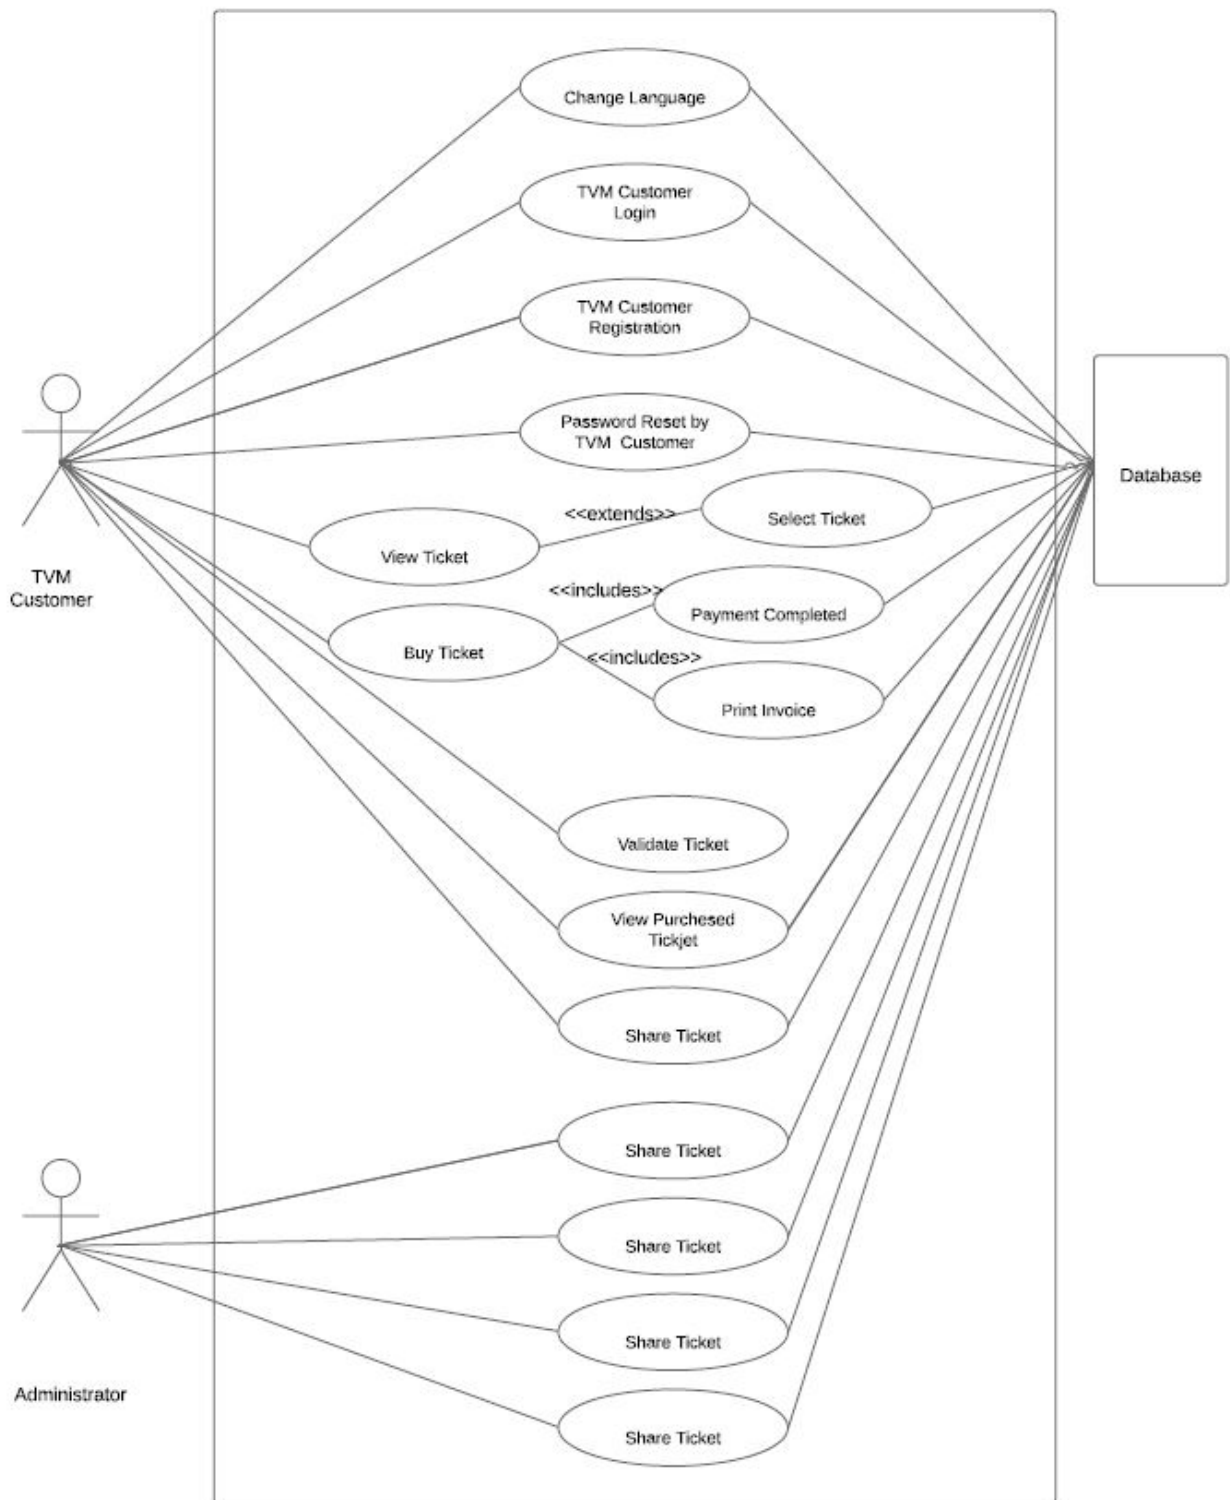 Change Language
TVM Customer
Login
TVM Customer
Registration
Password Reset by
TVM Customer
Database
<<extends>>
Select Ticket
View Ticket
TVM
Customer
<<includes>>
Payment Completed
Buy Ticket
<<includes>>
Print Invoice
Validate Ticket
View Purchesed
Tickjet
Share Ticket
Share Ticket
Share Ticket
Share Ticket
Administrator
Share Ticket